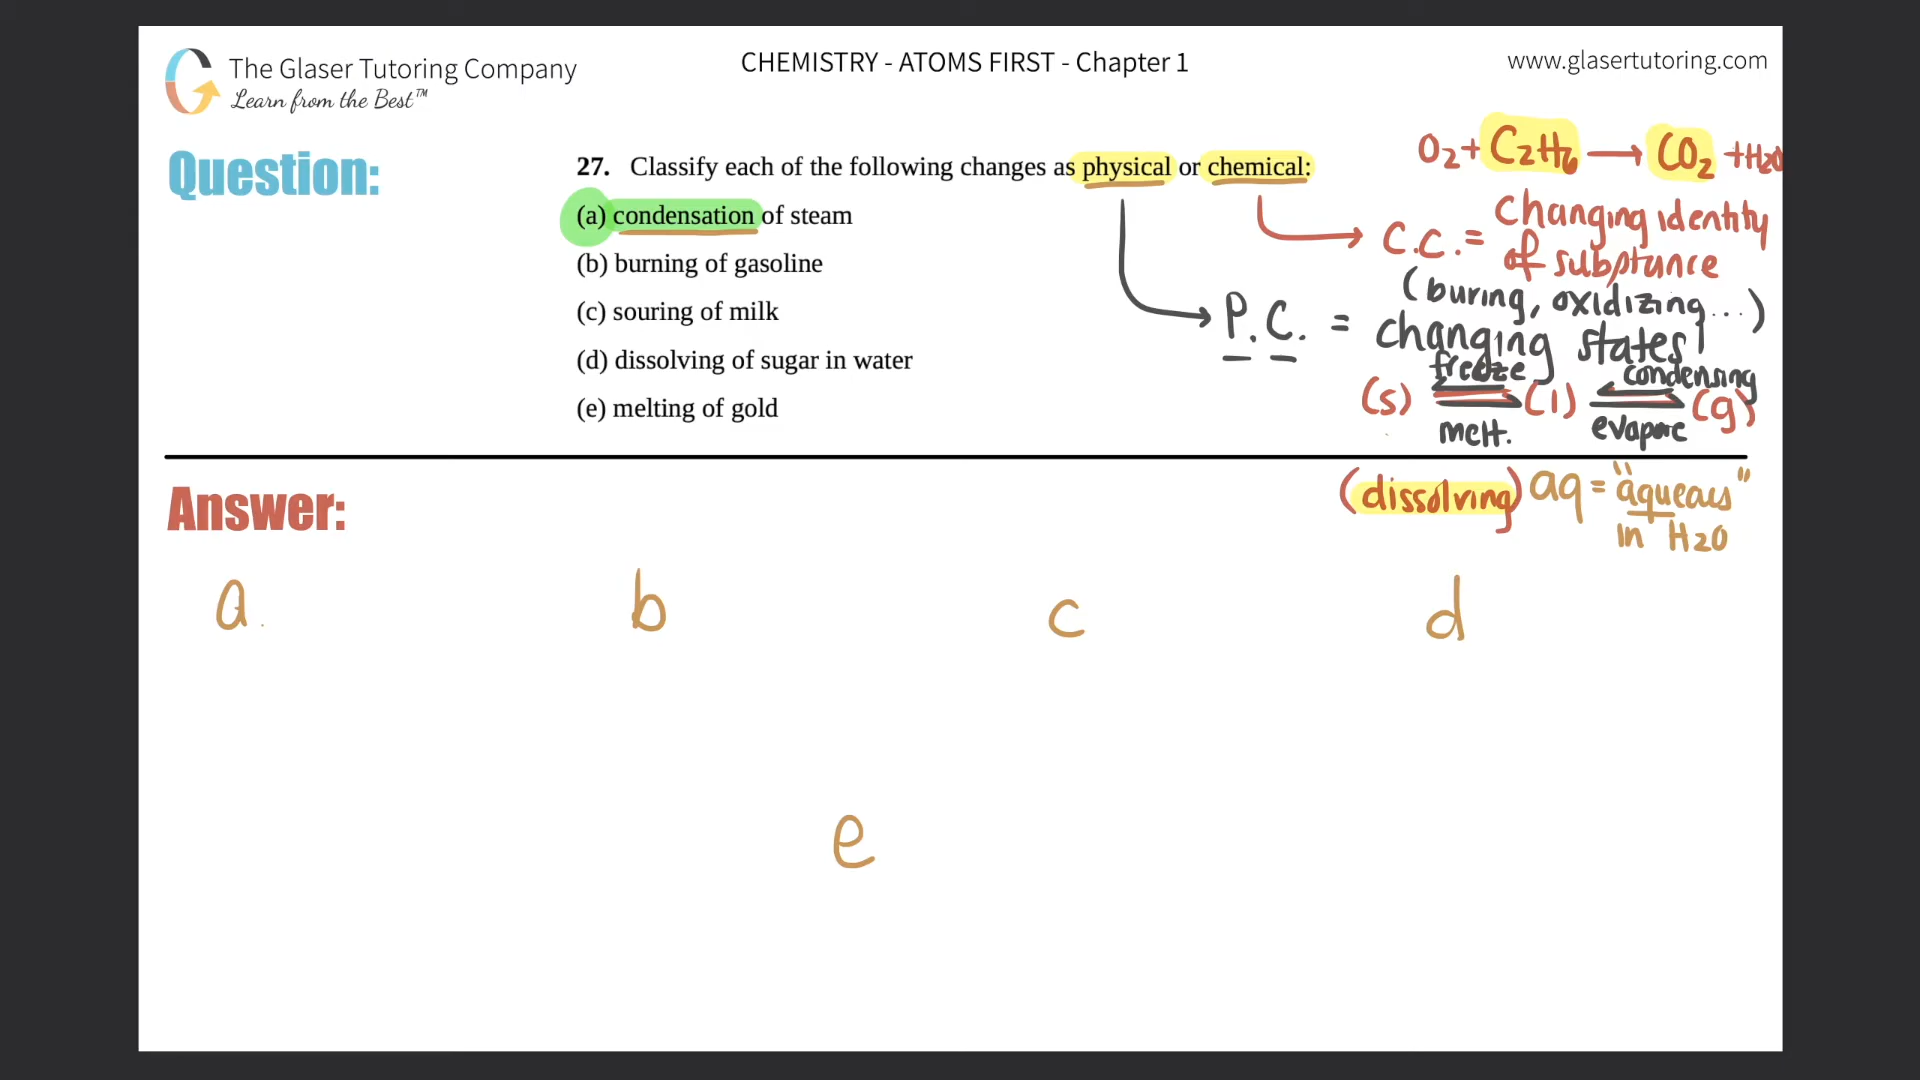 The Glaser Tutoring Company
Learn from the Best™
CHEMISTRY - ATOMS FIRST - Chapter 1
www.glasertutoring.com
Question:
27. Classify each of the following changes as physical or chemical:
(a) condensation of steam
(b) burning of gasoline
(c) souring of milk
(d) dissolving of sugar in water
(e) melting of gold
O2 + C2H6 → CO2 + H2O
C.C. = changing identity
of substance
(buring, oxidizing...)
P.C. = changing states
freeze condensing
(s) (l) (g)
melt. evaporc
(dissolving) aq = "aqueous"
in H2O
Answer:
a. b c d
e